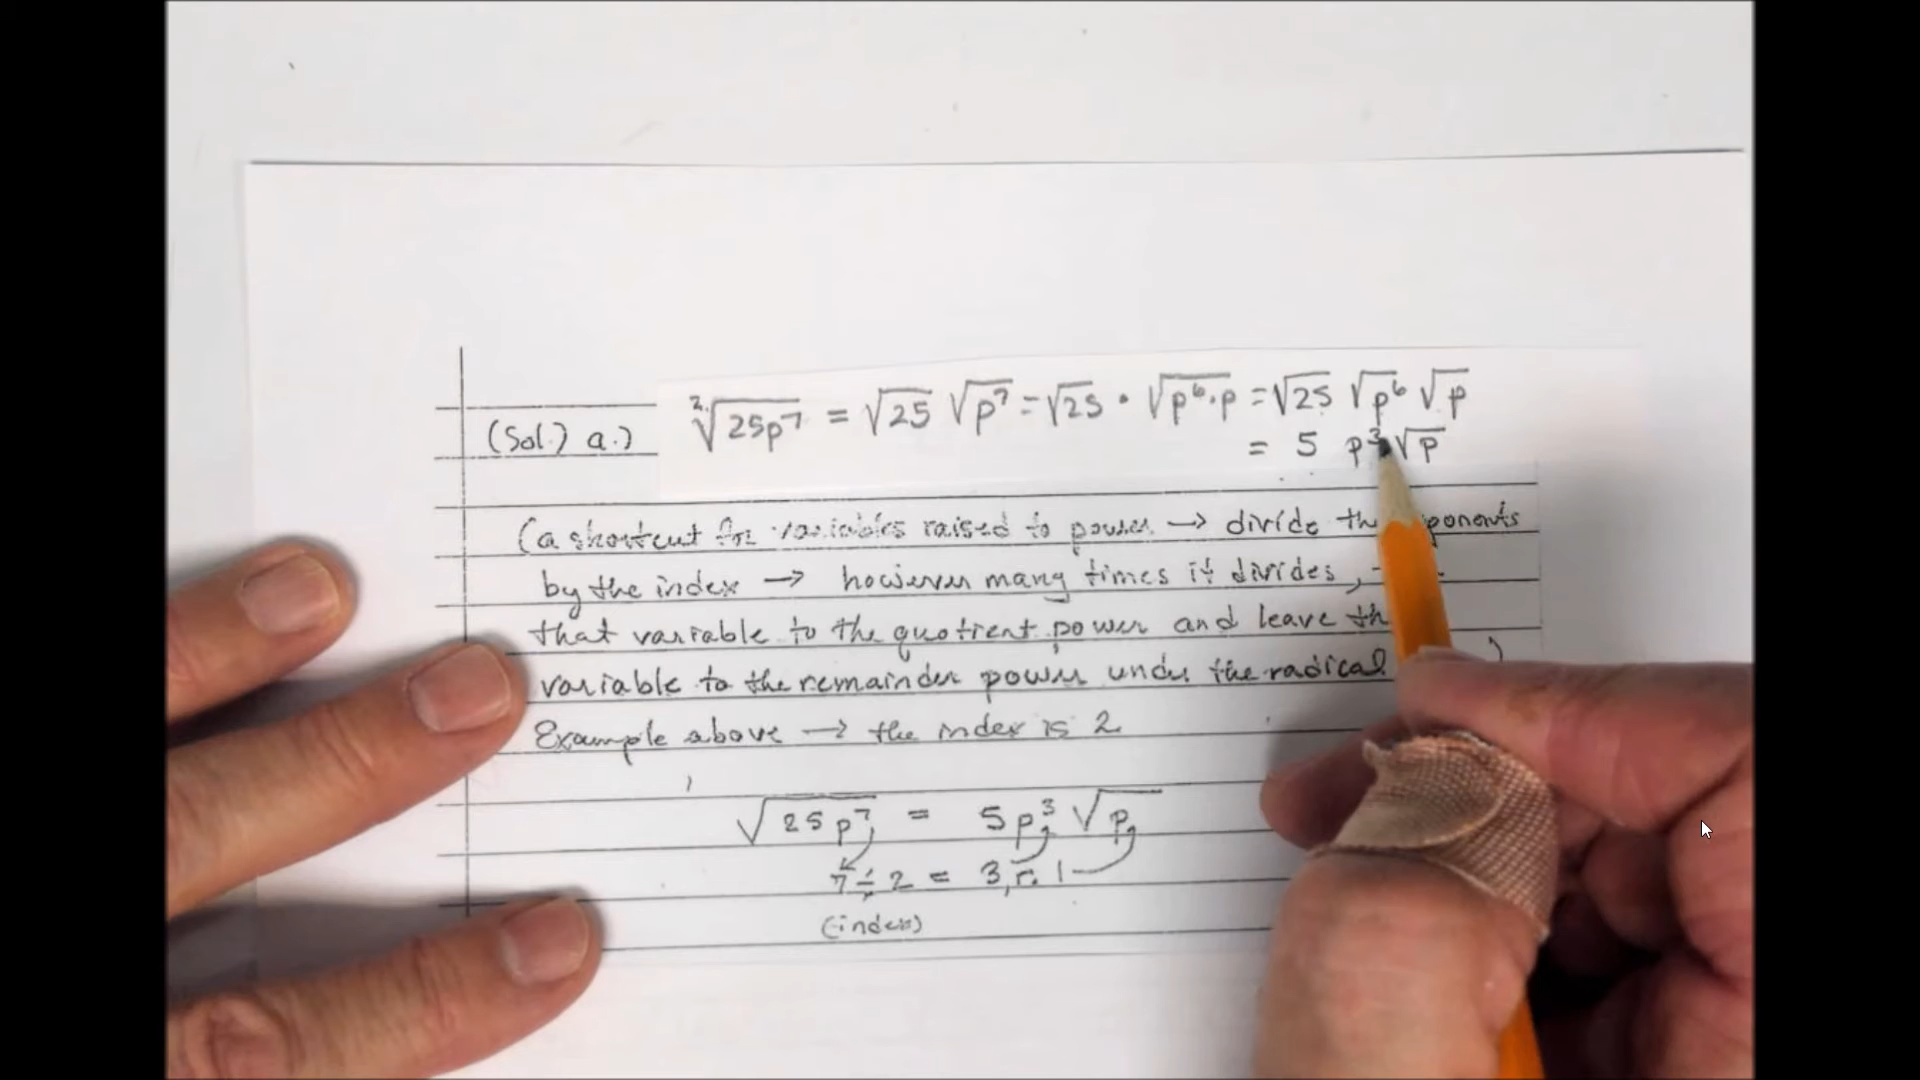 (Sol.) a.) ²√25p⁷ = √25 √p⁷ = √25 · √p⁶·p = √25 √p⁶ √p
= 5 p³ √p
(a shortcut for variables raised to power → divide the
by the index → however many times it divides,
that variable to the quotient power and leave
variable to the remainder power under the radical )
Example above → the index is 2
√25p⁷ = 5p³ √p
7 ÷ 2 = 3, r. 1
(index)